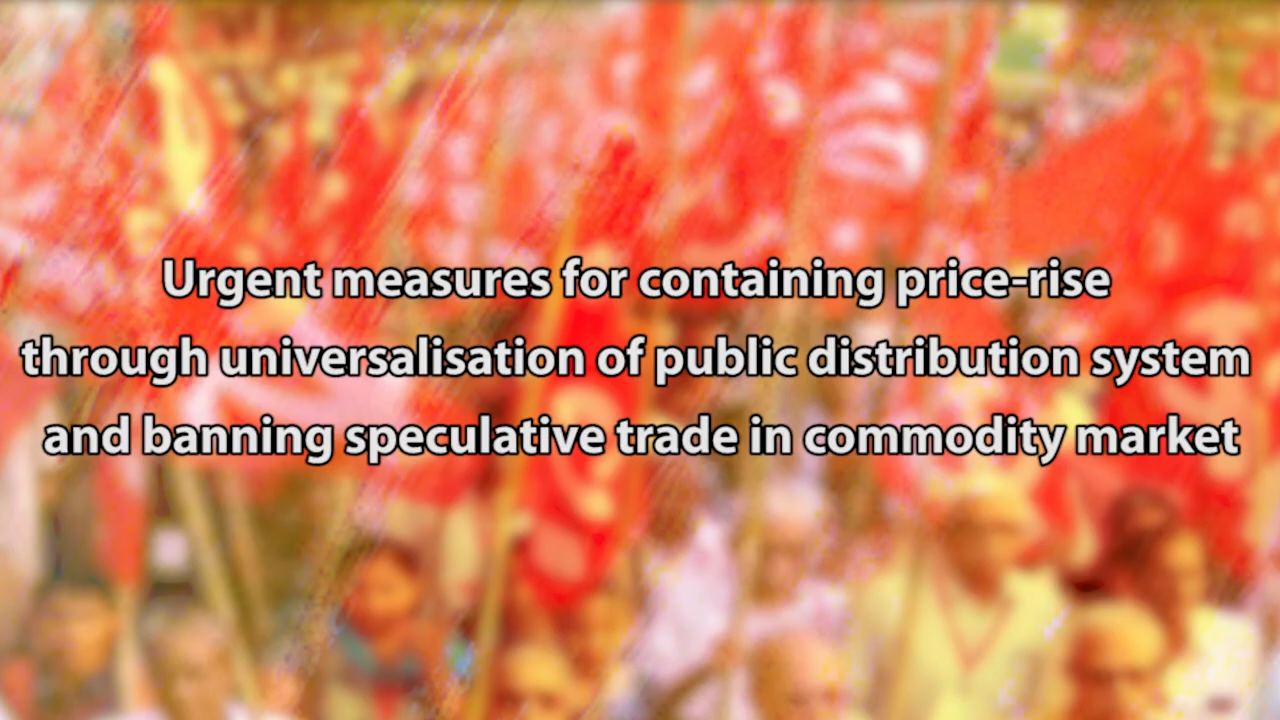 Urgent measures for containing price-rise
through universalisation of public distribution system
and banning speculative trade in commodity market